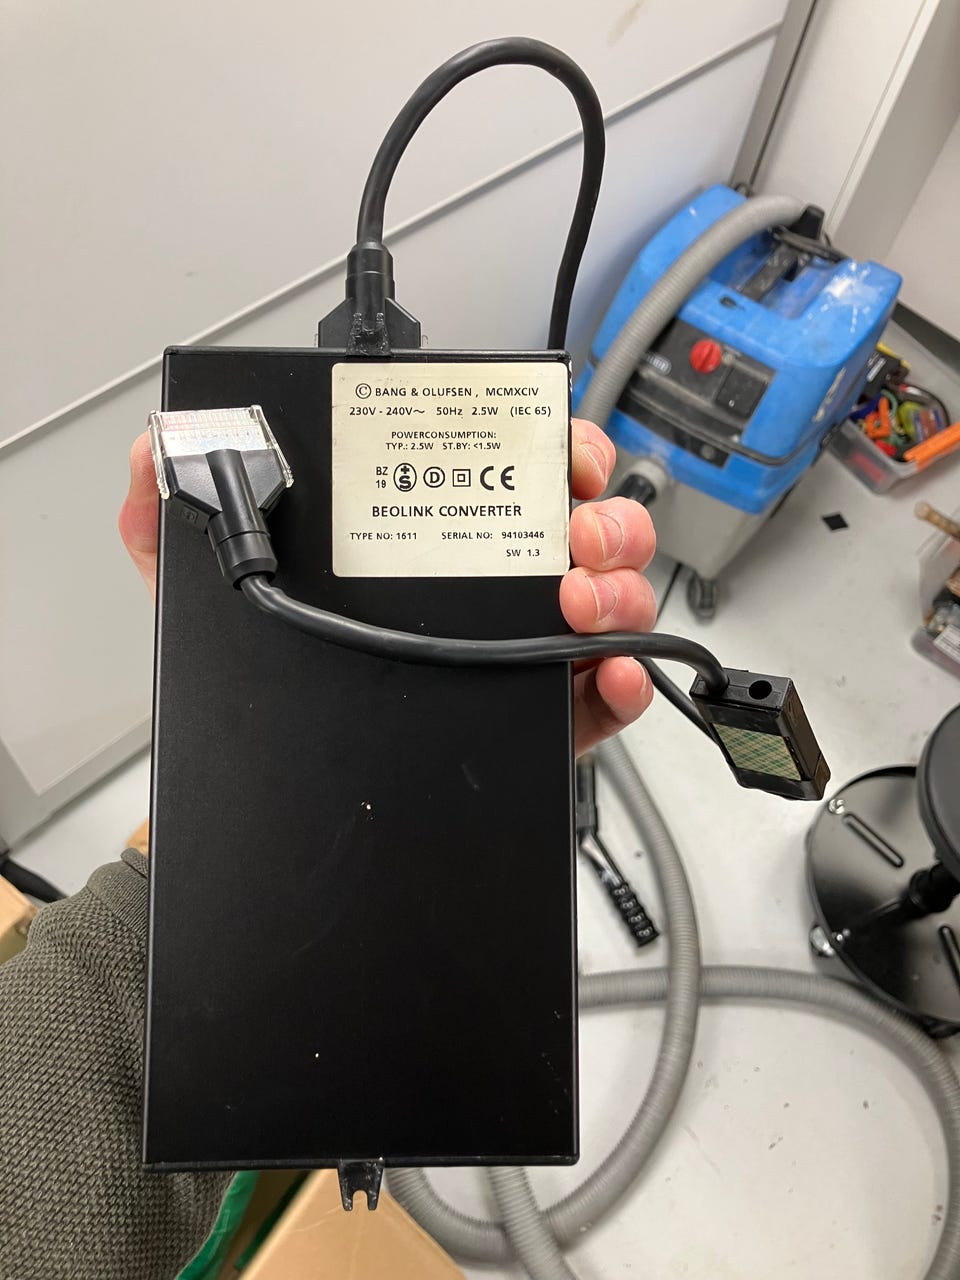 © BANG & OLUFSEN , MCMXCIV
230V - 240V~ 50Hz 2.5W (IEC 65)
POWERCONSUMPTION:
TYP.: 2.5W ST.BY: <1.5W
BZ
19 S D CE
BEOLINK CONVERTER
TYPE NO: 1611 SERIAL NO: 94103446
SW 1.3